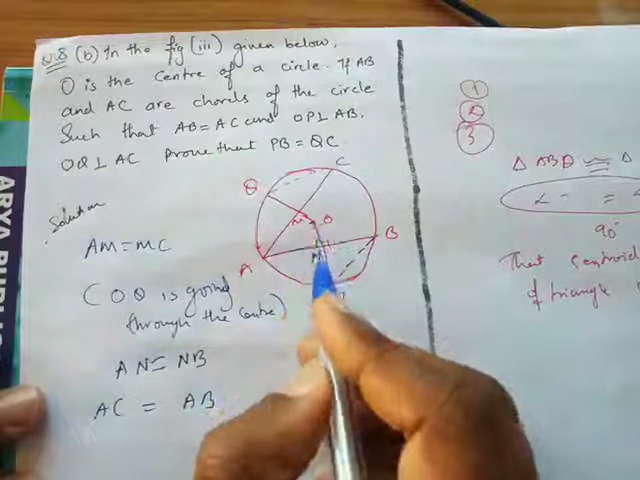 Q.8 (b) In the fig (iii) given below,
O is the Centre of a circle. If AB
and AC are chords of the circle
Such that AB = AC and OP⊥ AB,
OQ⊥ AC prove that PB = QC
Solution
AM = MC
( OQ is going
through the centre)
AN = NB
AC = AB
Q
C
M
O
A
B
N
1
2
3
Δ ABD ≅ Δ
∠ - = ∠
90°
That centroid
of triangle
ARYA PUBLIS